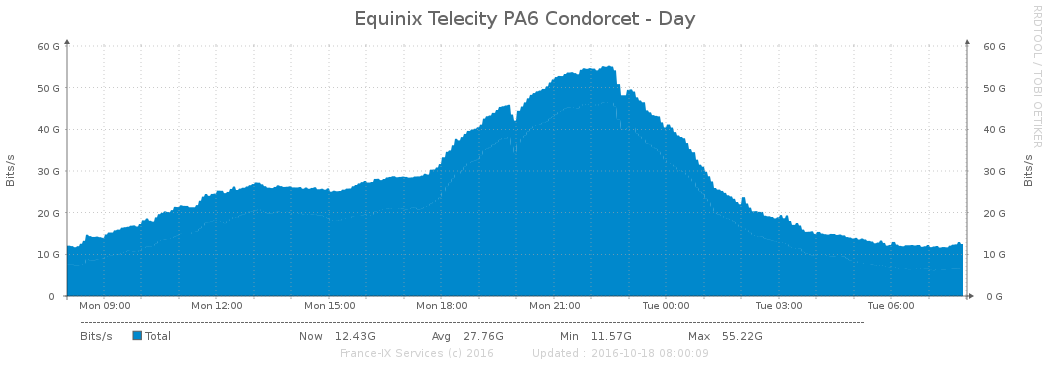 Equinix Telecity PA6 Condorcet - Day
RRDTOOL / TOBI OETIKER
Bits/s
60 G 60 G
50 G 50 G
40 G 40 G
30 G 30 G
20 G 20 G
10 G 10 G
0 0 G
Bits/s
Mon 09:00 Mon 12:00 Mon 15:00 Mon 18:00 Mon 21:00 Tue 00:00 Tue 03:00 Tue 06:00
Bits/s Total Now 12.43G Avg 27.76G Min 11.57G Max 55.22G
France-IX Services (c) 2016 Updated : 2016-10-18 08:00:09